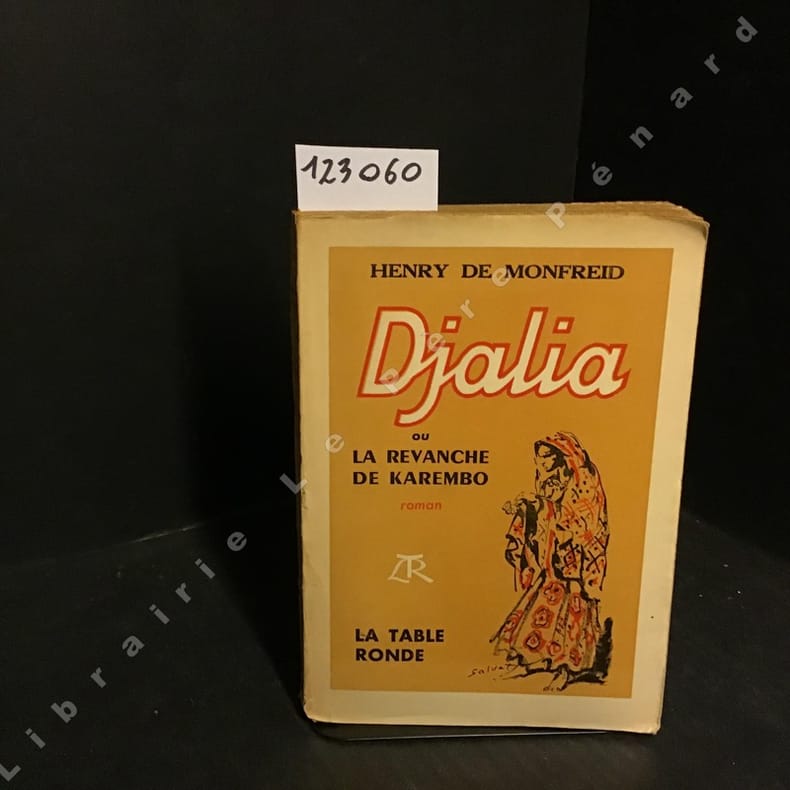 123060
HENRY DE MONFREID
Djalia
ou
LA REVANCHE
DE KAREMBO
roman
LTR
LA TABLE
RONDE
Salvat
Librairie Le Père Pénard